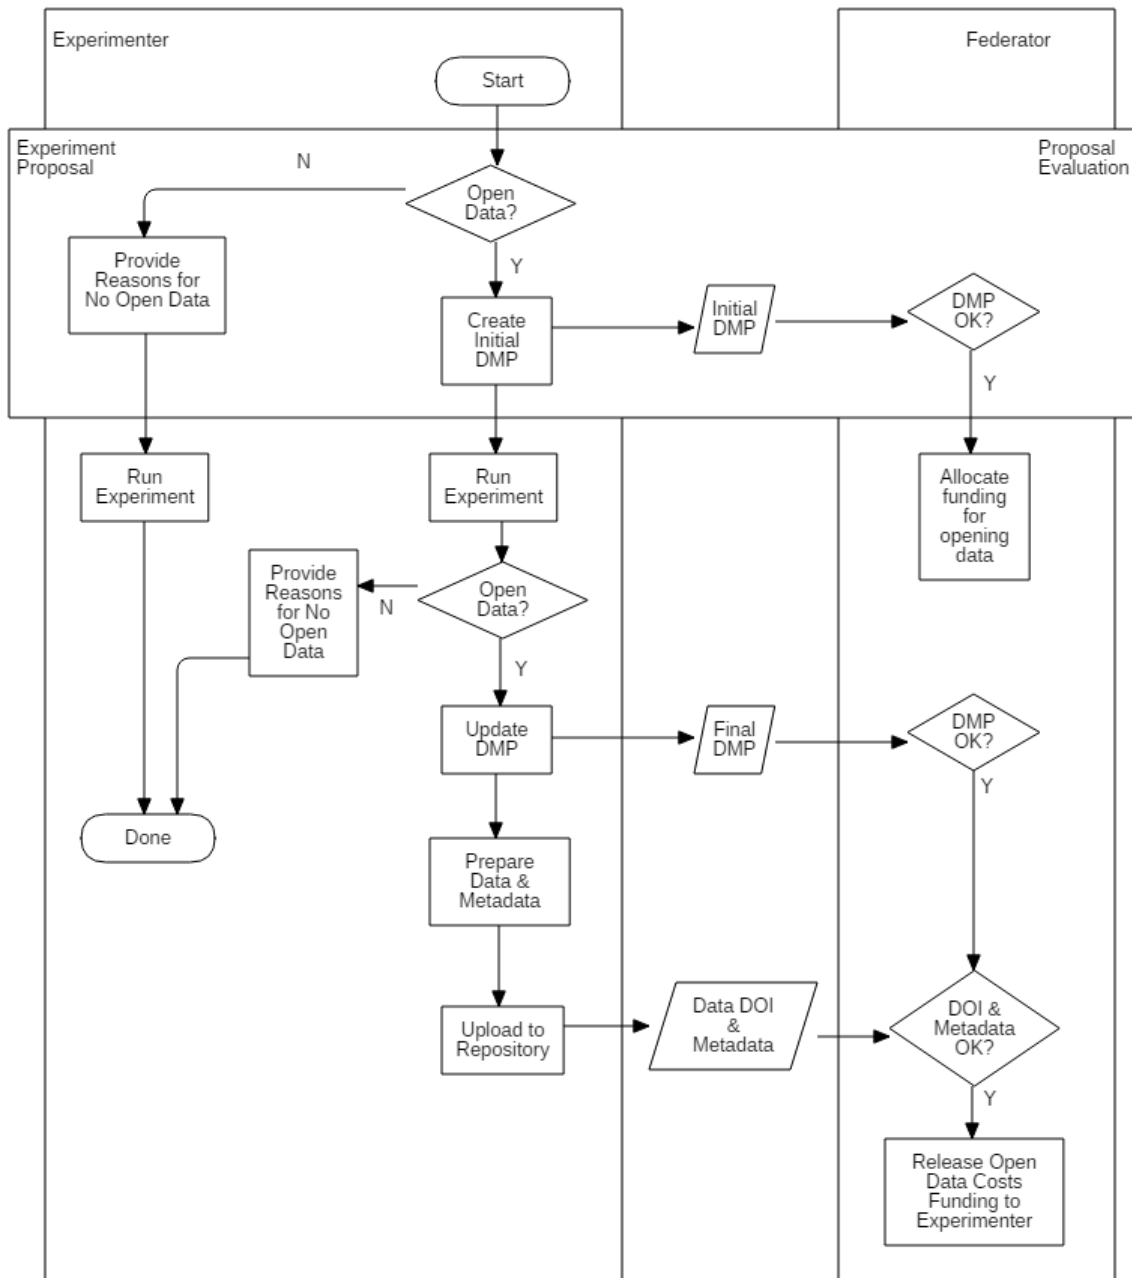 Experimenter
Federator
Start
Experiment
Proposal
N
Proposal
Evaluation
Open
Data?
Provide
Reasons for
No Open Data
Y
Create
Initial
DMP
Initial
DMP
DMP
OK?
Y
Run
Experiment
Run
Experiment
Allocate
funding
for
opening
data
Provide
Reasons
for No
Open
Data
N
Open
Data?
Y
Update
DMP
Final
DMP
DMP
OK?
Y
Done
Prepare
Data &
Metadata
Upload to
Repository
Data DOI
&
Metadata
DOI &
Metadata
OK?
Y
Release Open
Data Costs
Funding to
Experimenter